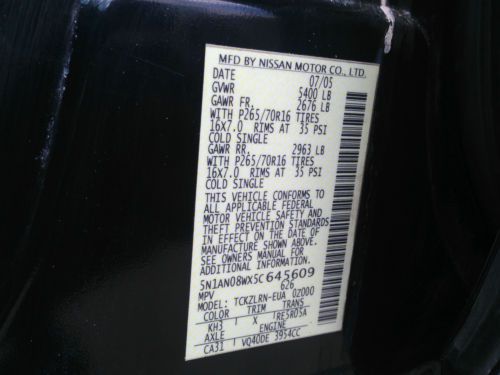 MFD BY NISSAN MOTOR CO., LTD.
DATE 07/05
GVWR 5400 LB
GAWR FR. 2676 LB
WITH P265/70R16 TIRES
16X7.0 RIMS AT 35 PSI
COLD SINGLE
GAWR RR. 2963 LB
WITH P265/70R16 TIRES
16X7.0 RIMS AT 35 PSI
COLD SINGLE
THIS VEHICLE CONFORMS TO
ALL APPLICABLE FEDERAL
MOTOR VEHICLE SAFETY AND
THEFT PREVENTION STANDARDS
IN EFFECT ON THE DATE OF
MANUFACTURE SHOWN ABOVE.
SEE OWNERS MANUAL FOR
ADDITIONAL INFORMATION
5N1AN08WX5C645609
MPV 626
MODEL: TCKZLRN-EUA 0Z000
COLOR TRIM TRANS
KH3 X RE5R05A
AXLE ENGINE
CA31 VQ40DE 3954CC